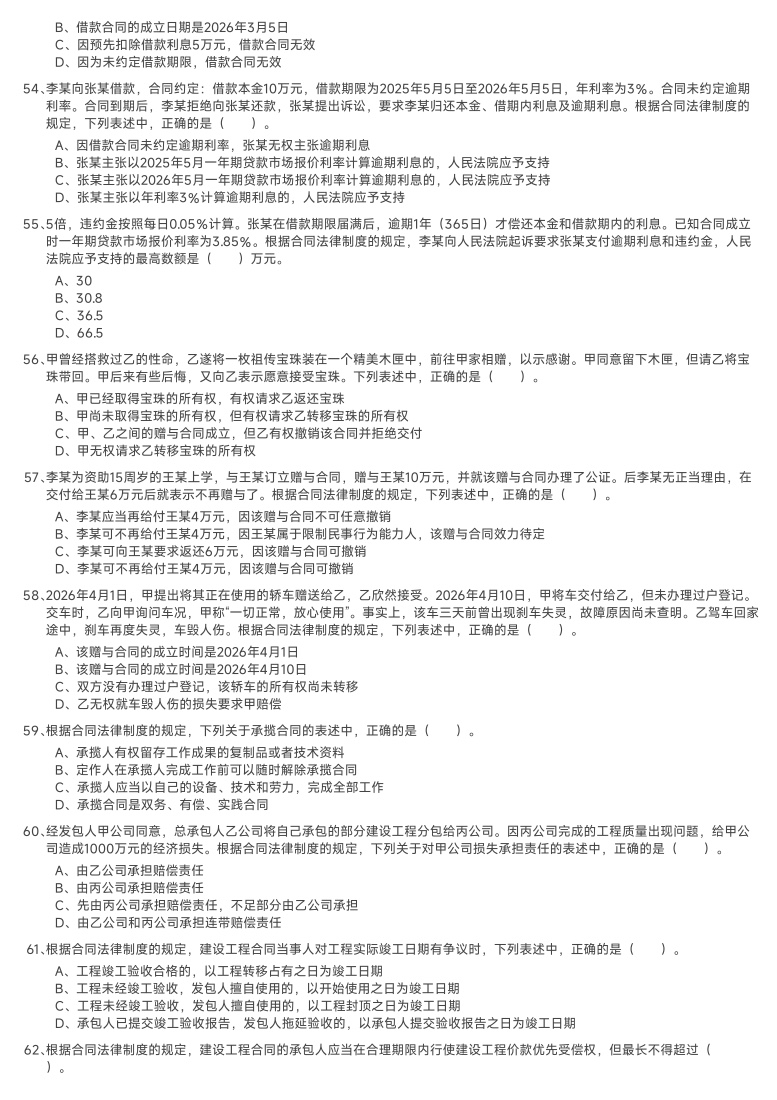 B、借款合同的成立日期是2026年3月5日
C、因预先扣除借款利息5万元，借款合同无效
D、因为未约定借款期限，借款合同无效
54、李某向张某借款，合同约定：借款本金10万元，借款期限为2025年5月5日至2026年5月5日，年利率为3%。合同未约定逾期
利率。合同到期后，李某拒绝向张某还款，张某提出诉讼，要求李某归还本金、借期内利息及逾期利息。根据合同法律制度的
规定，下列表述中，正确的是（　　）。
A、因借款合同未约定逾期利率，张某无权主张逾期利息
B、张某主张以2025年5月一年期贷款市场报价利率计算逾期利息的，人民法院应予支持
C、张某主张以2026年5月一年期贷款市场报价利率计算逾期利息的，人民法院应予支持
D、张某主张以年利率3%计算逾期利息的，人民法院应予支持
55、5倍，违约金按照每日0.05%计算。张某在借款期限届满后，逾期1年（365日）才偿还本金和借款期内的利息。已知合同成立
时一年期贷款市场报价利率为3.85%。根据合同法律制度的规定，李某向人民法院起诉要求张某支付逾期利息和违约金，人民
法院应予支持的最高数额是（　　）万元。
A、30
B、30.8
C、36.5
D、66.5
56、甲曾经搭救过乙的性命，乙遂将一枚祖传宝珠装在一个精美木匣中，前往甲家相赠，以示感谢。甲同意留下木匣，但请乙将宝
珠带回。甲后来有些后悔，又向乙表示愿意接受宝珠。下列表述中，正确的是（　　）。
A、甲已经取得宝珠的所有权，有权请求乙返还宝珠
B、甲尚未取得宝珠的所有权，但有权请求乙转移宝珠的所有权
C、甲、乙之间的赠与合同成立，但乙有权撤销该合同并拒绝交付
D、甲无权请求乙转移宝珠的所有权
57、李某为资助15周岁的王某上学，与王某订立赠与合同，赠与王某10万元，并就该赠与合同办理了公证。后李某无正当理由，在
交付给王某6万元后就表示不再赠与了。根据合同法律制度的规定，下列表述中，正确的是（　　）。
A、李某应当再给付王某4万元，因该赠与合同不可任意撤销
B、李某可不再给付王某4万元，因王某属于限制民事行为能力人，该赠与合同效力待定
C、李某可向王某要求返还6万元，因该赠与合同可撤销
D、李某可不再给付王某4万元，因该赠与合同可撤销
58、2026年4月1日，甲提出将其正在使用的轿车赠送给乙，乙欣然接受。2026年4月10日，甲将车交付给乙，但未办理过户登记。
交车时，乙向甲询问车况，甲称“一切正常，放心使用”。事实上，该车三天前曾出现刹车失灵，故障原因尚未查明。乙驾车回家
途中，刹车再度失灵，车毁人伤。根据合同法律制度的规定，下列表述中，正确的是（　　）。
A、该赠与合同的成立时间是2026年4月1日
B、该赠与合同的成立时间是2026年4月10日
C、双方没有办理过户登记，该轿车的所有权尚未转移
D、乙无权就车毁人伤的损失要求甲赔偿
59、根据合同法律制度的规定，下列关于承揽合同的表述中，正确的是（　　）。
A、承揽人有权留存工作成果的复制品或者技术资料
B、定作人在承揽人完成工作前可以随时解除承揽合同
C、承揽人应当以自己的设备、技术和劳力，完成全部工作
D、承揽合同是双务、有偿、实践合同
60、经发包人甲公司同意，总承包人乙公司将自己承包的部分建设工程分包给丙公司。因丙公司完成的工程质量出现问题，给甲公
司造成1000万元的经济损失。根据合同法律制度的规定，下列关于对甲公司损失承担责任的表述中，正确的是（　　）。
A、由乙公司承担赔偿责任
B、由丙公司承担赔偿责任
C、先由丙公司承担赔偿责任，不足部分由乙公司承担
D、由乙公司和丙公司承担连带赔偿责任
61、根据合同法律制度的规定，建设工程合同当事人对工程实际竣工日期有争议时，下列表述中，正确的是（　　）。
A、工程竣工验收合格的，以工程转移占有之日为竣工日期
B、工程未经竣工验收，发包人擅自使用的，以开始使用之日为竣工日期
C、工程未经竣工验收，发包人擅自使用的，以工程封顶之日为竣工日期
D、承包人已提交竣工验收报告，发包人拖延验收的，以承包人提交验收报告之日为竣工日期
62、根据合同法律制度的规定，建设工程合同的承包人应当在合理期限内行使建设工程价款优先受偿权，但最长不得超过（
）。